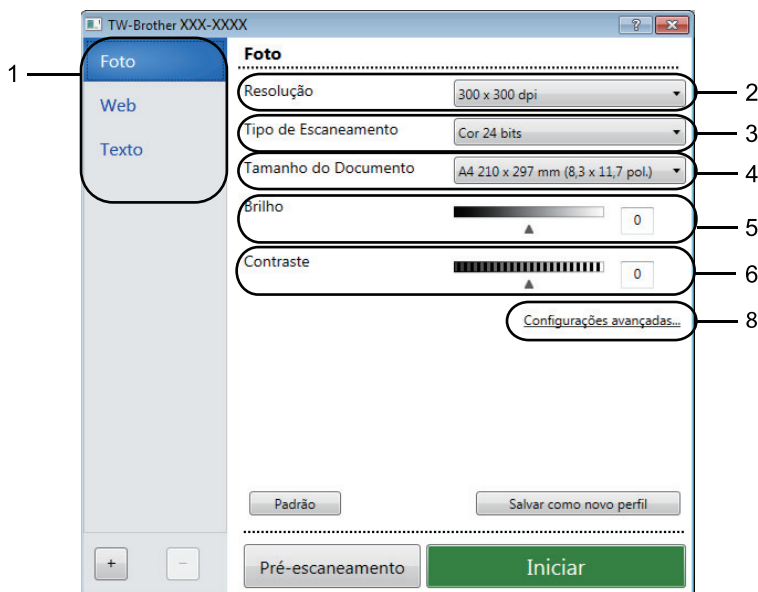 TW-Brother XXX-XXXX
?
1
Foto
Web
Texto
Foto
Resolução
300 x 300 dpi
2
Tipo de Escaneamento
Cor 24 bits
3
Tamanho do Documento
A4 210 x 297 mm (8,3 x 11,7 pol.)
4
Brilho
0
5
Contraste
0
6
Configurações avançadas...
8
Padrão
Salvar como novo perfil
+
−
Pré-escaneamento
Iniciar